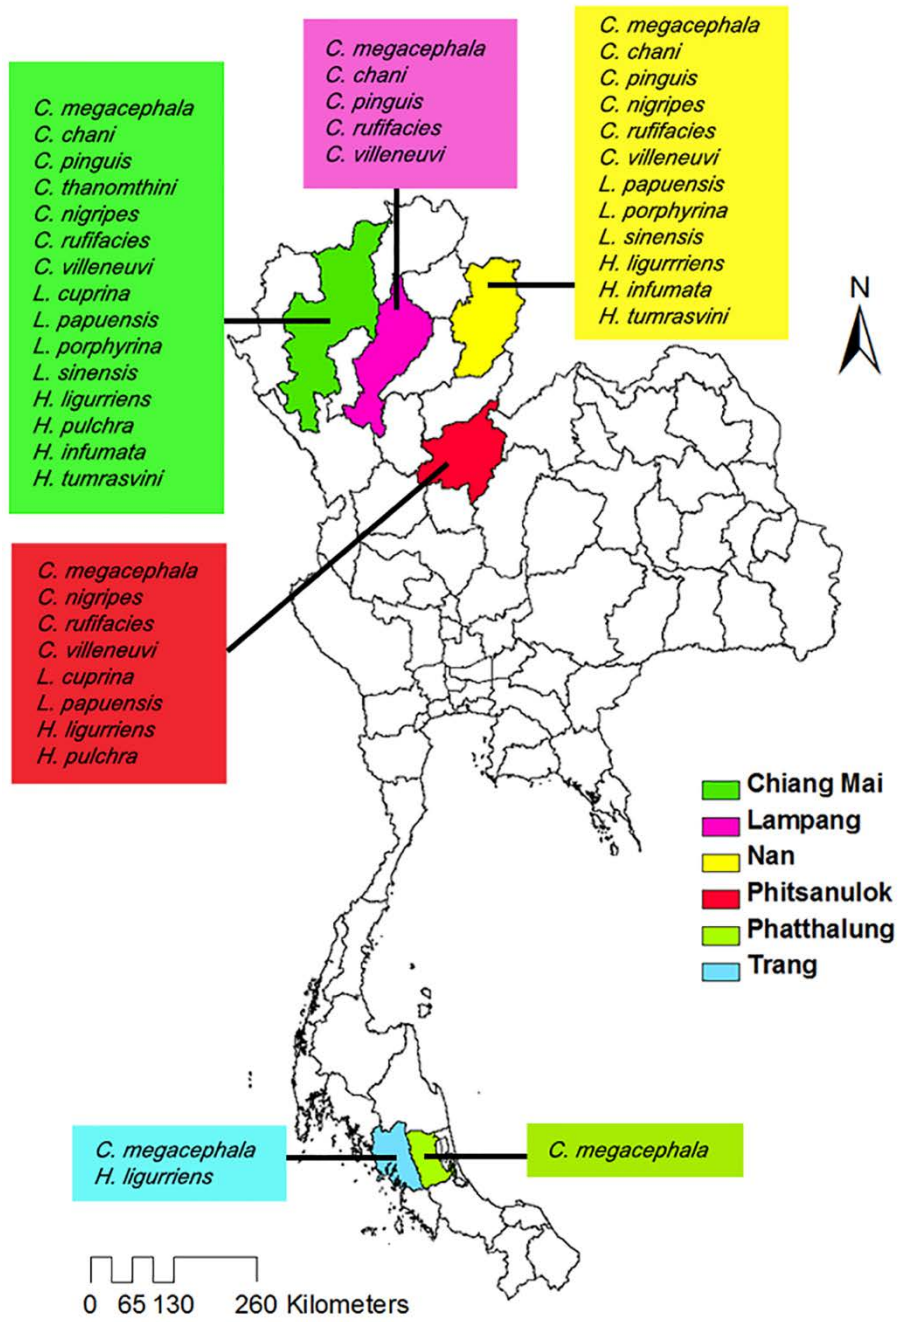 C. megacephala
C. chani
C. pinguis
C. thanomthini
C. nigripes
C. rufifacies
C. villeneuvi
L. cuprina
L. papuensis
L. porphyrina
L. sinensis
H. ligurriens
H. pulchra
H. infumata
H. tumrasvini
C. megacephala
C. chani
C. pinguis
C. rufifacies
C. villeneuvi
C. megacephala
C. chani
C. pinguis
C. nigripes
C. rufifacies
C. villeneuvi
L. papuensis
L. porphyrina
L. sinensis
H. ligurrriens
H. infumata
H. tumrasvini
N
C. megacephala
C. nigripes
C. rufifacies
C. villeneuvi
L. cuprina
L. papuensis
H. ligurriens
H. pulchra
Chiang Mai
Lampang
Nan
Phitsanulok
Phatthalung
Trang
C. megacephala
H. ligurriens
C. megacephala
0 65 130 260 Kilometers